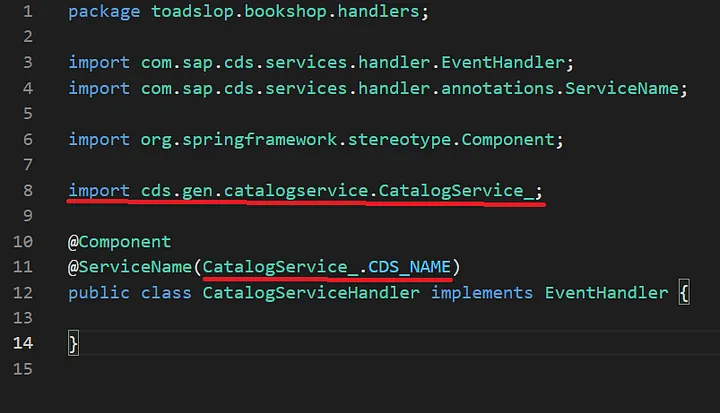 1 package toadslop.bookshop.handlers;
2
3 import com.sap.cds.services.handler.EventHandler;
4 import com.sap.cds.services.handler.annotations.ServiceName;
5
6 import org.springframework.stereotype.Component;
7
8 import cds.gen.catalogservice.CatalogService_;
9
10 @Component
11 @ServiceName(CatalogService_.CDS_NAME)
12 public class CatalogServiceHandler implements EventHandler {
13
14 }
15